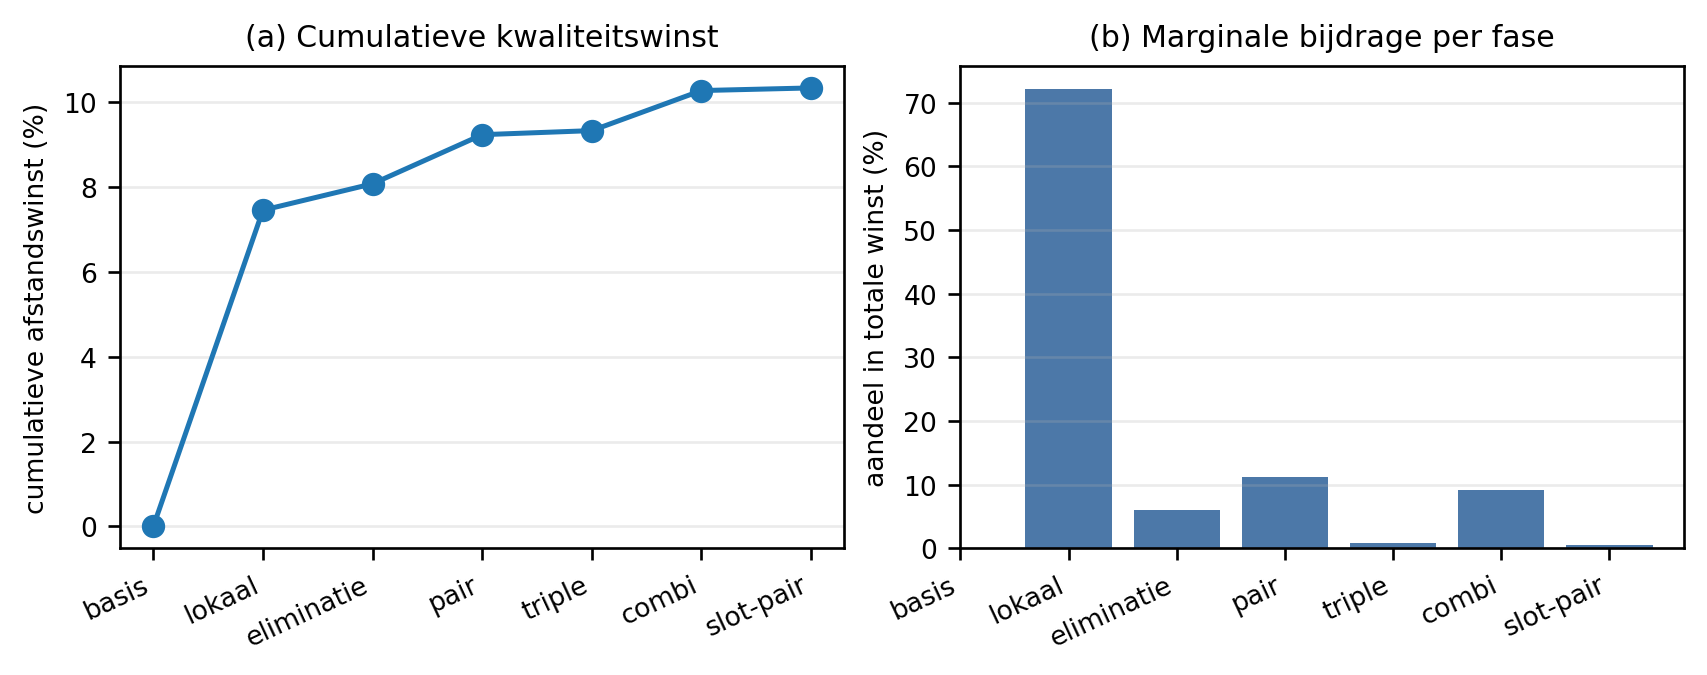 (a) Cumulatieve kwaliteitswinst
cumulatieve afstandswinst (%)
10
8
6
4
2
0
basis
lokaal
eliminatie
pair
triple
combi
slot-pair
(b) Marginale bijdrage per fase
aandeel in totale winst (%)
70
60
50
40
30
20
10
0
basis
lokaal
eliminatie
pair
triple
combi
slot-pair